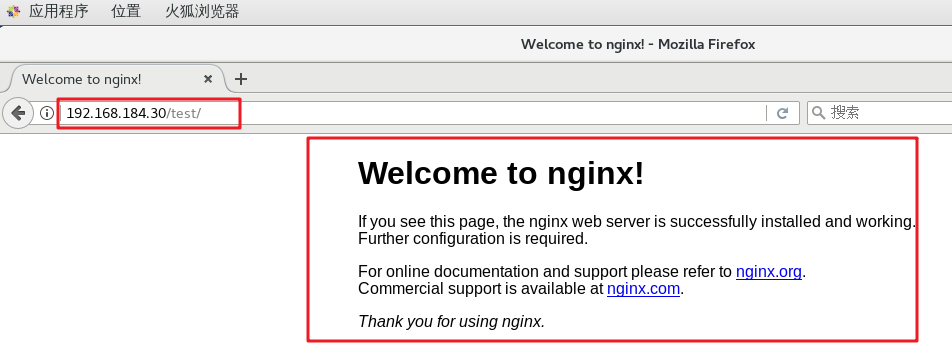 应用程序 位置 火狐浏览器
Welcome to nginx! - Mozilla Firefox
Welcome to nginx!
192.168.184.30/test/ 搜索
Welcome to nginx!
If you see this page, the nginx web server is successfully installed and working.
Further configuration is required.
For online documentation and support please refer to nginx.org.
Commercial support is available at nginx.com.
Thank you for using nginx.